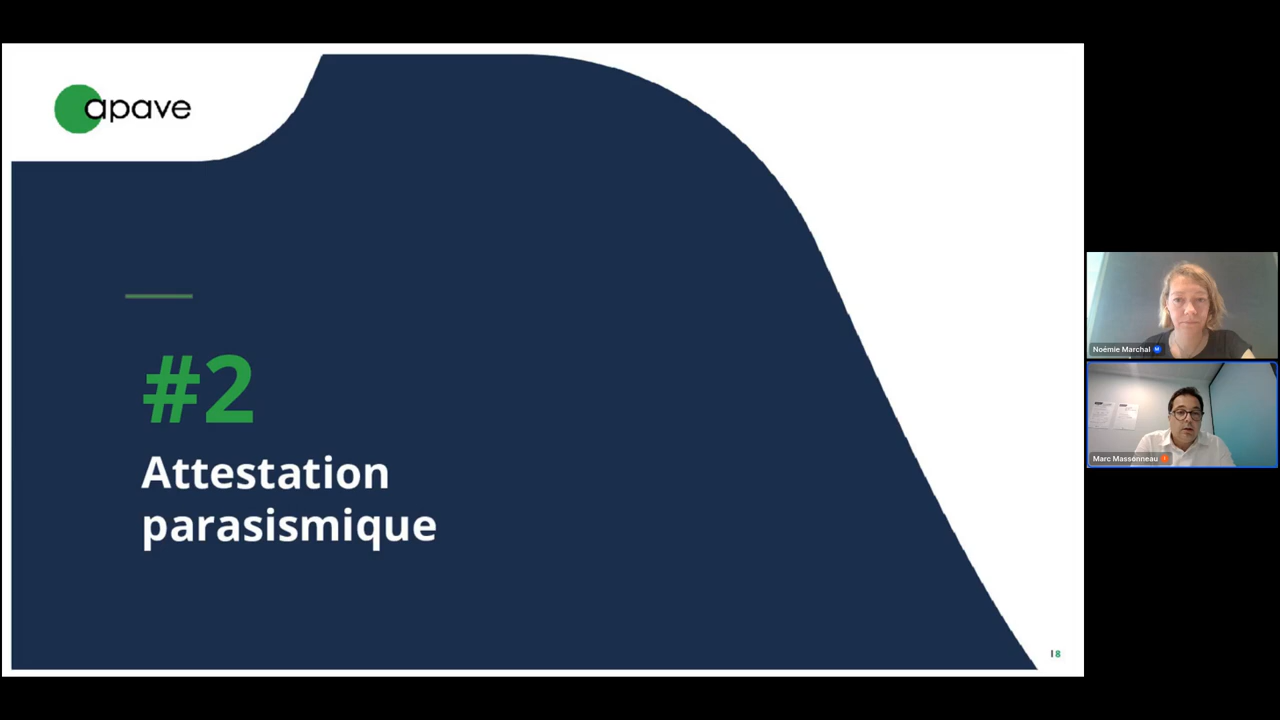 apave
#2
Attestation
parasismique
8
Noémie Marchal
Marc Massonneau